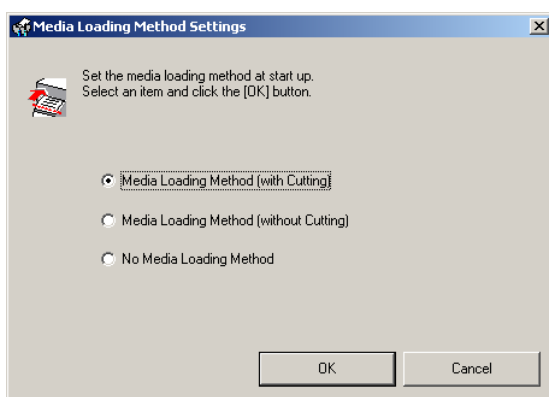 Media Loading Method Settings
Set the media loading method at start up.
Select an item and click the [OK] button.
Media Loading Method (with Cutting)
Media Loading Method (without Cutting)
No Media Loading Method
OK
Cancel